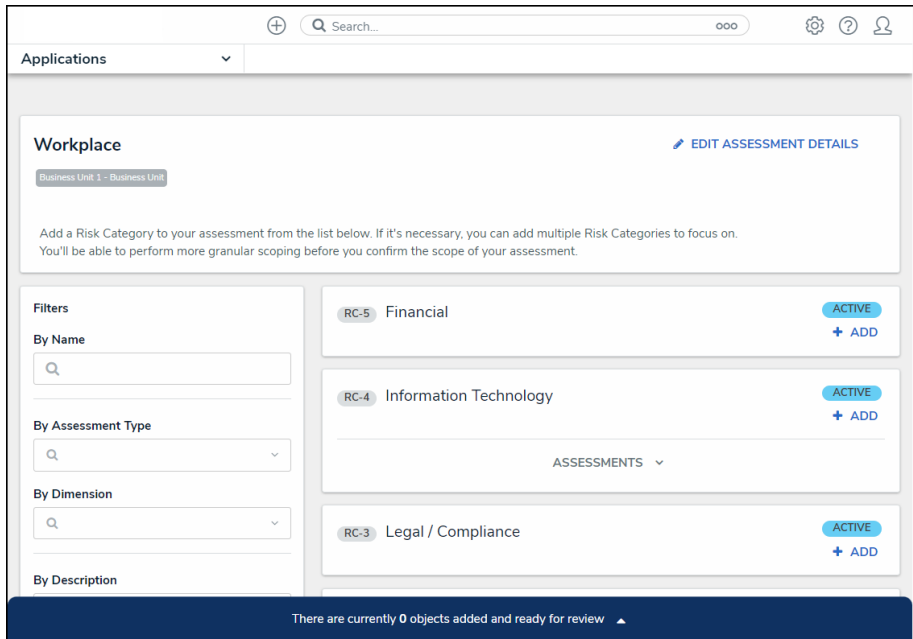 Search...
Applications
Workplace
EDIT ASSESSMENT DETAILS
Business Unit 1 - Business Unit
Add a Risk Category to your assessment from the list below. If it's necessary, you can add multiple Risk Categories to focus on.
You'll be able to perform more granular scoping before you confirm the scope of your assessment.
Filters
By Name
By Assessment Type
By Dimension
By Description
RC-5 Financial
ACTIVE
+ ADD
RC-4 Information Technology
ACTIVE
+ ADD
ASSESSMENTS
RC-3 Legal / Compliance
ACTIVE
+ ADD
There are currently 0 objects added and ready for review